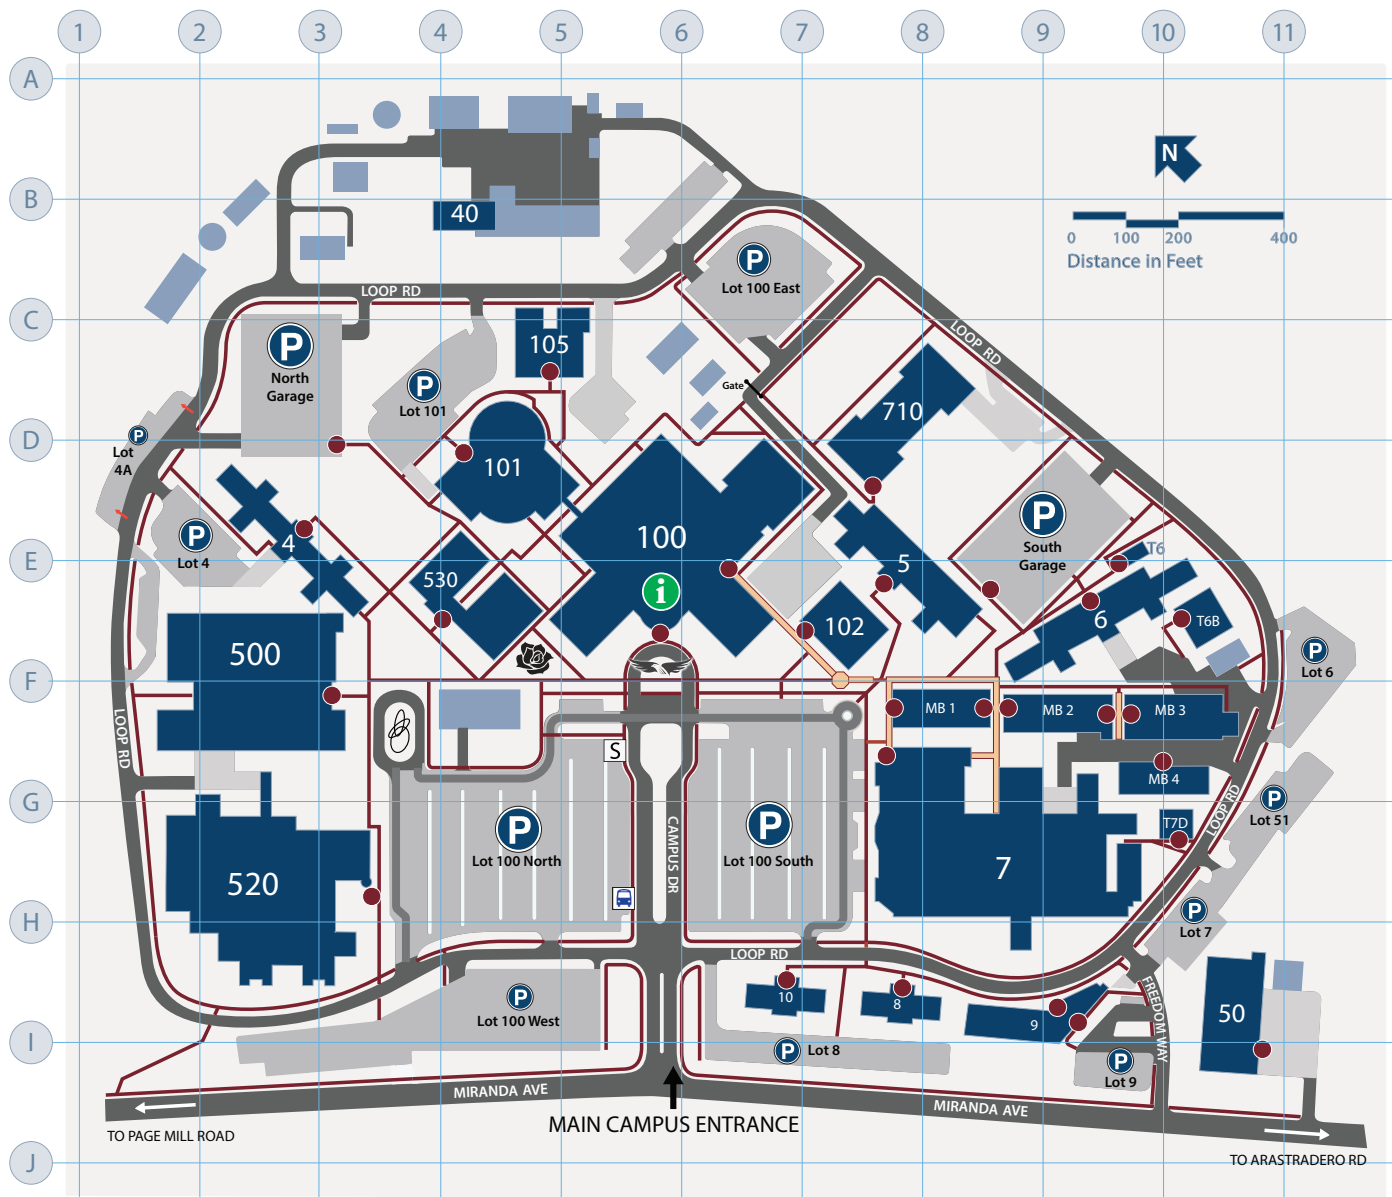 1 2 3 4 5 6 7 8 9 10 11
A
N
B
40
0 100 200 400
Distance in Feet
P
Lot 100 East
LOOP RD
C
LOOP RD
P
North
Garage
105
P
Lot 101
Gate
710
D
P
Lot
4A
101
P
Lot 4
4
100
P
South
Garage
T6
E
530
i
5
102
6
T6B
500
P
Lot 6
F
LOOP RD
MB 1
MB 2
MB 3
S
MB 4
G
P
Lot 100 North
CAMPUS DR
P
Lot 100 South
7
T7D
LOOP RD
P
Lot 51
520
H
P
Lot 7
LOOP RD
P
Lot 100 West
10
8
9
FREEDOM WAY
50
I
P
Lot 8
P
Lot 9
MIRANDA AVE
MIRANDA AVE
MAIN CAMPUS ENTRANCE
TO PAGE MILL ROAD
J
TO ARASTRADERO RD